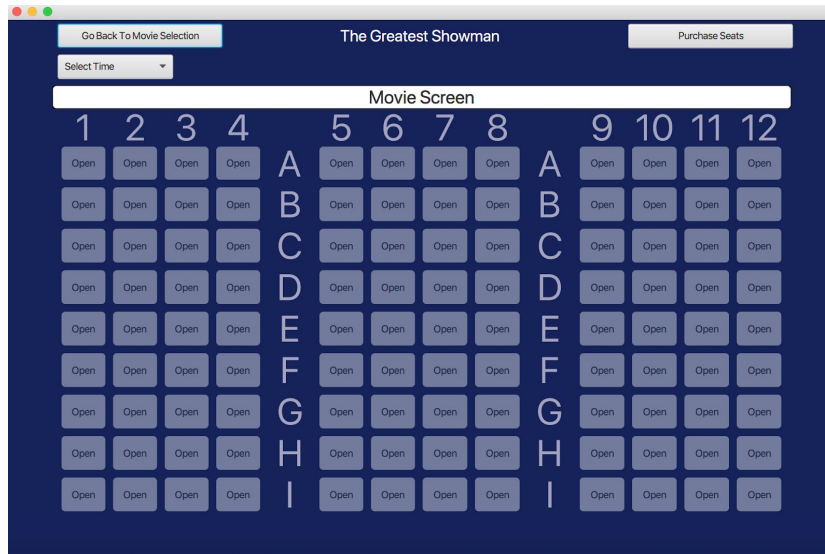 Go Back To Movie Selection The Greatest Showman Purchase Seats
Select Time
Movie Screen
1 2 3 4 5 6 7 8 9 10 11 12
Open Open Open Open A Open Open Open Open A Open Open Open Open
Open Open Open Open B Open Open Open Open B Open Open Open Open
Open Open Open Open C Open Open Open Open C Open Open Open Open
Open Open Open Open D Open Open Open Open D Open Open Open Open
Open Open Open Open E Open Open Open Open E Open Open Open Open
Open Open Open Open F Open Open Open Open F Open Open Open Open
Open Open Open Open G Open Open Open Open G Open Open Open Open
Open Open Open Open H Open Open Open Open H Open Open Open Open
Open Open Open Open I Open Open Open Open I Open Open Open Open